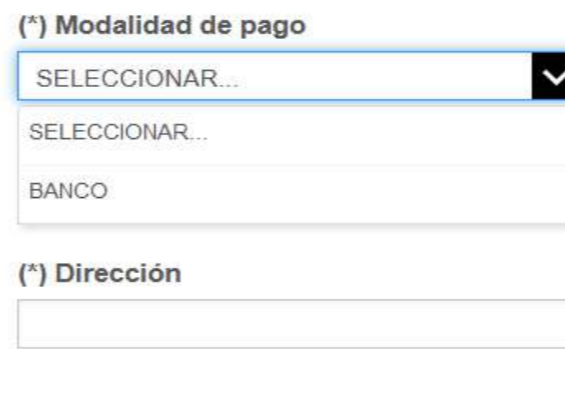 (*) Modalidad de pago
SELECCIONAR...
SELECCIONAR...
BANCO
(*) Dirección